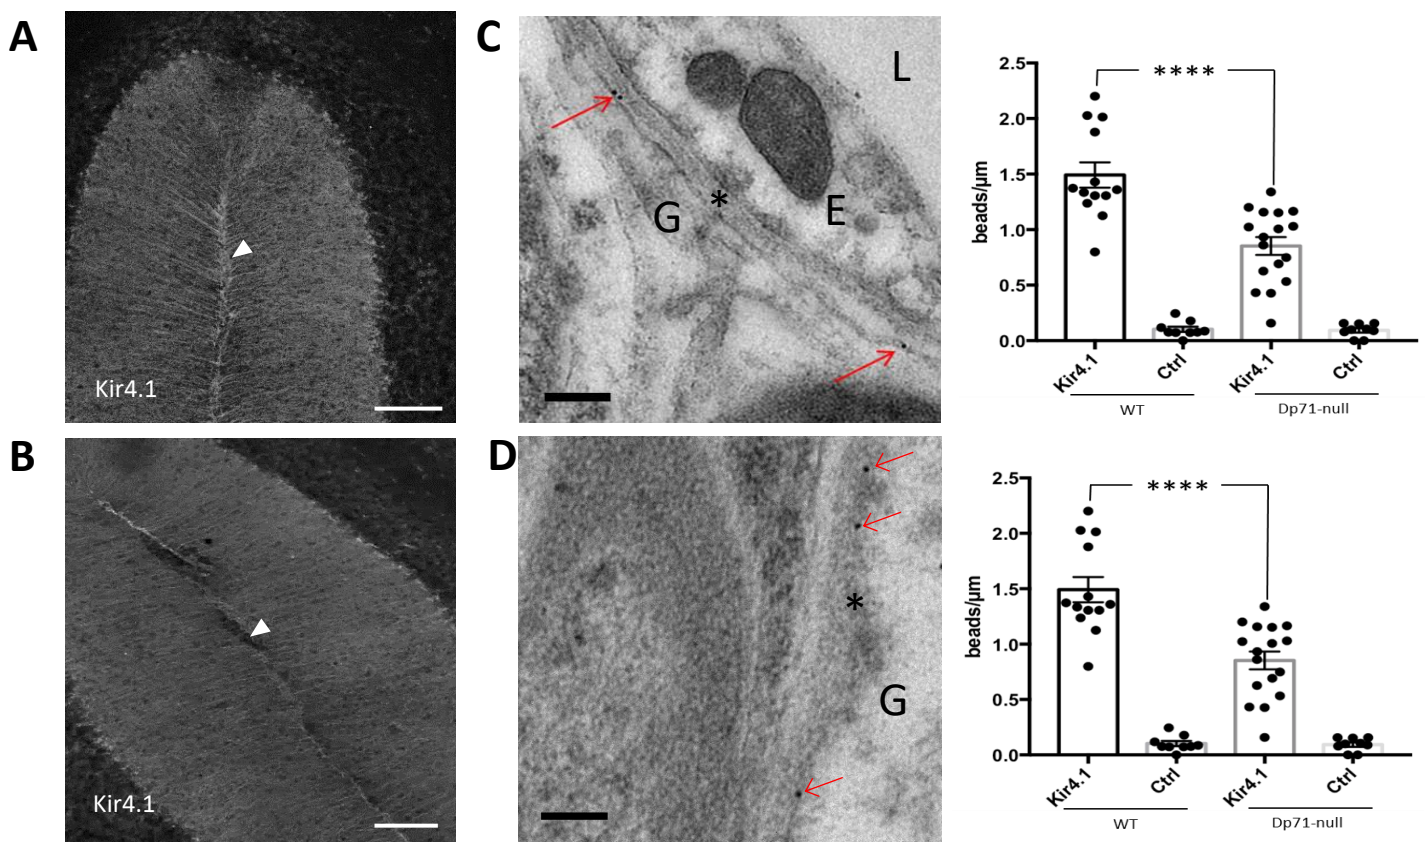 A
Kir4.1
B
Kir4.1
C
L
G
*
E
D
*
G
2.5
2.0
1.5
1.0
0.5
0.0
beads/µm
****
Kir4.1
Ctrl
Kir4.1
Ctrl
WT
Dp71-null
2.5
2.0
1.5
1.0
0.5
0.0
beads/µm
****
Kir4.1
Ctrl
Kir4.1
Ctrl
WT
Dp71-null